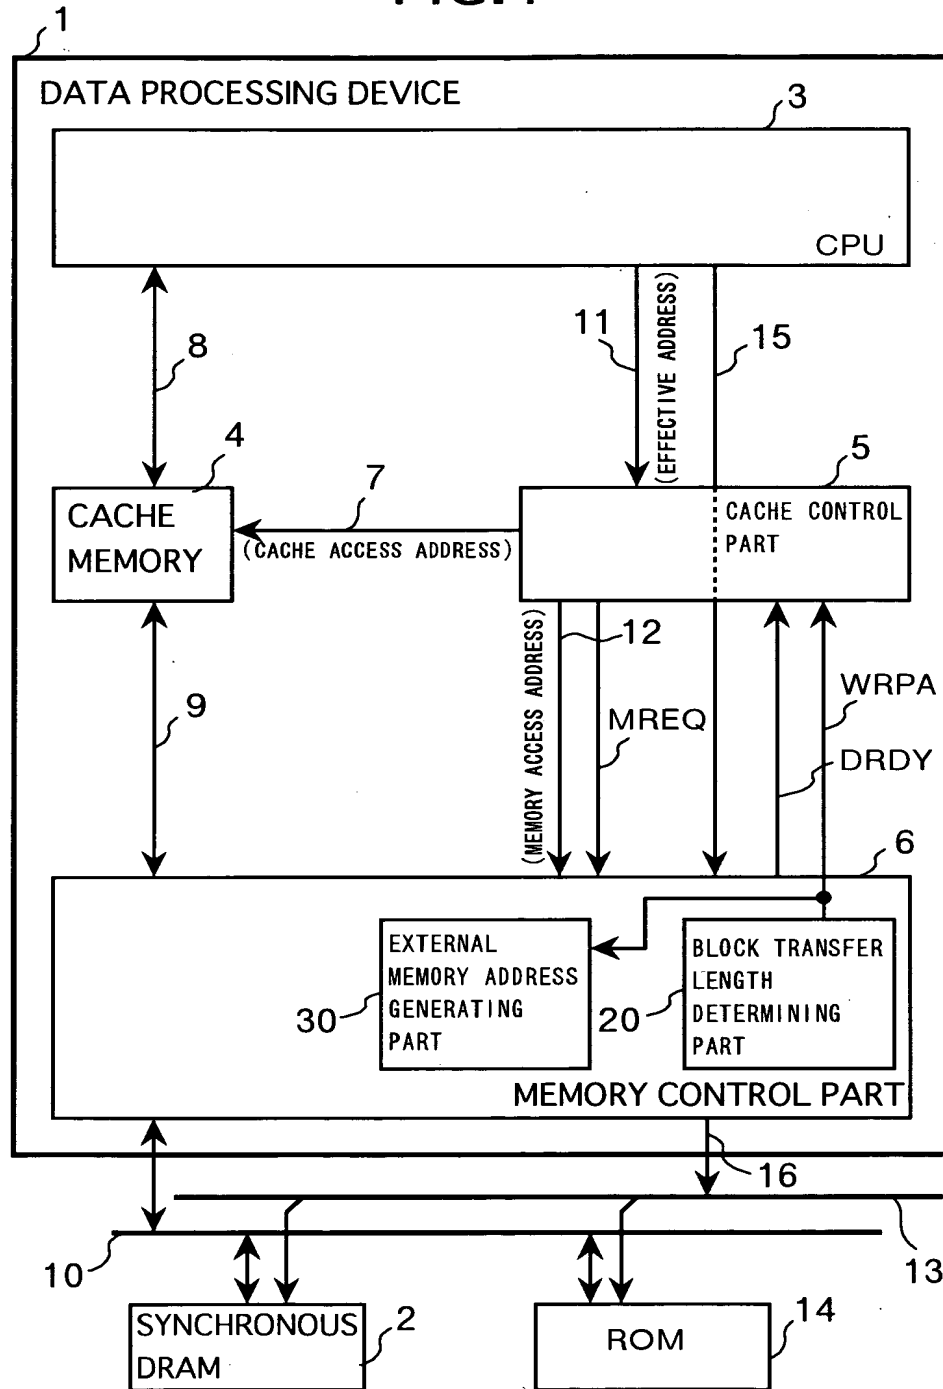 1
DATA PROCESSING DEVICE
3
CPU
11
(EFFECTIVE ADDRESS)
15
8
4
7
5
CACHE
MEMORY
(CACHE ACCESS ADDRESS)
CACHE CONTROL
PART
12
(MEMORY ACCESS ADDRESS)
MREQ
WRPA
DRDY
9
6
EXTERNAL
MEMORY ADDRESS
GENERATING
PART
30
BLOCK TRANSFER
LENGTH
DETERMINING
PART
20
MEMORY CONTROL PART
16
13
10
SYNCHRONOUS
DRAM
2
ROM
14